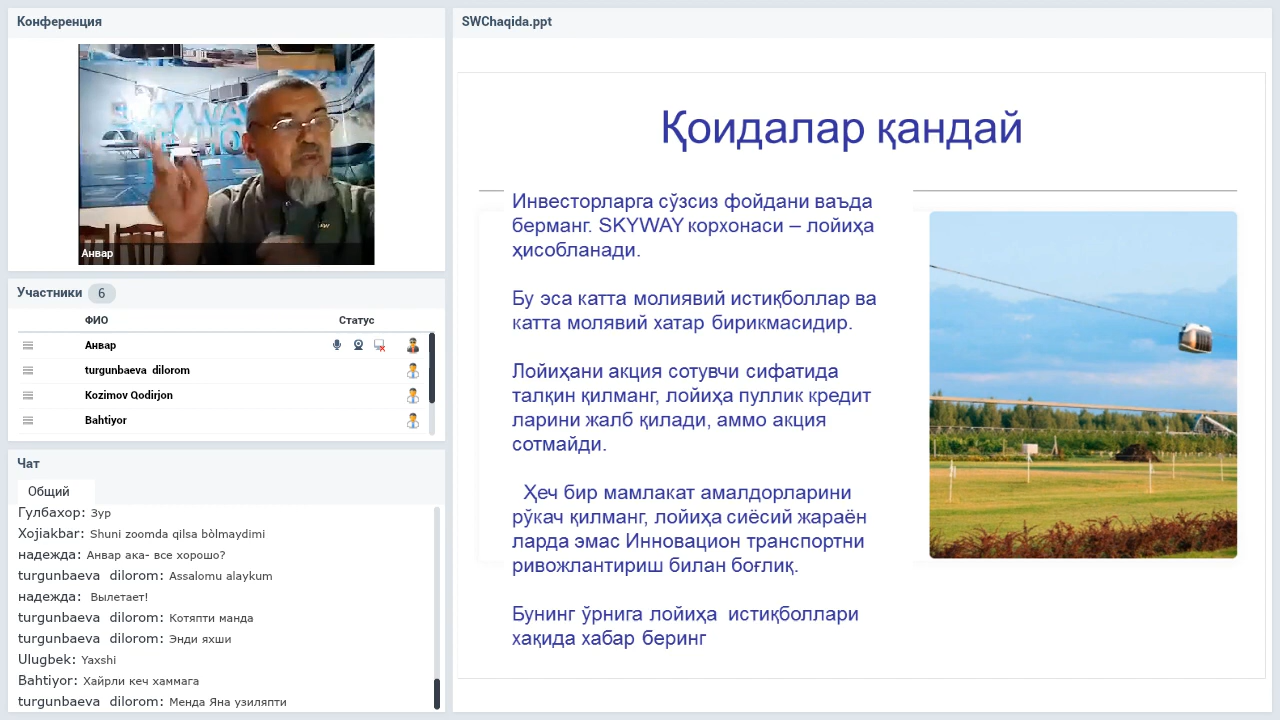 Конференция
SKYWAY
Анвар
Участники 6
ФИО Статус
Анвар
turgunbaeva dilorom
Kozimov Qodirjon
Bahtiyor
Чат
Общий
Гулбахор: Зур
Xojiakbar: Shuni zoomda qilsa bòlmaydimi
надежда: Анвар ака- все хорошо?
turgunbaeva dilorom: Assalomu alaykum
надежда: Вылетает!
turgunbaeva dilorom: Котяпти манда
turgunbaeva dilorom: Энди яхши
Ulugbek: Yaxshi
Bahtiyor: Хайрли кеч хаммага
turgunbaeva dilorom: Менда Яна узиляпти
SWChaqida.ppt
Қоидалар қандай
Инвесторларга сўзсиз фойдани ваъда
берманг. SKYWAY корхонаси – лойиҳа
ҳисобланади.
Бу эса катта молиявий истиқболлар ва
катта молявий хатар бирикмасидир.
Лойиҳани акция сотувчи сифатида
талқин қилманг, лойиҳа пуллик кредит
ларини жалб қилади, аммо акция
сотмайди.
Ҳеч бир мамлакат амалдорларини
рўкач қилманг, лойиҳа сиёсий жараён
ларда эмас Инновацион транспортни
ривожлантириш билан боғлиқ.
Бунинг ўрнига лойиҳа истиқболлари
хақида хабар беринг